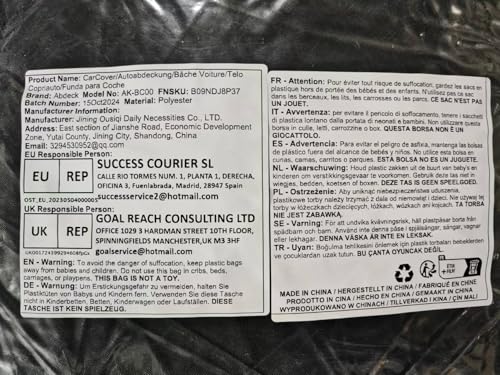 Product Name: CarCover/Autoabdeckung/Bâche Voiture/Telo
Copriauto/Funda para Coche
Brand: Abdeck Model No: AK-BC00 FNSKU: B09NDJ8P37
Batch Number: 15Oct2024 Material: Polyester
Manufacturer Information:
Manufacturer: Jining Ousiqi Daily Necessities Co., LTD.
Address: East section of Jianshe Road, Economic Development
Zone, Yutai County, Jining City, Shandong, China
Email: 3294530952@qq.com
EU Responsible Person:
EU REP
SUCCESS COURIER SL
CALLE RIO TORMES NUM. 1, PLANTA 1, DERECHA,
OFICINA 3, Fuenlabrada, Madrid, 28947 Spain
successservice2@hotmail.com
OST_EU_20230504000005
UK Responsible Person:
UK REP
GOAL REACH CONSULTING LTD
OFFICE 1029 3 HARDMAN STREET 10TH FLOOR,
SPINNINGFIELDS MANCHESTER,UK M3 3HF
goalservice@hotmail.com
EN - Warning: To avoid the danger of suffocation, keep plastic bags
away from babies and children. Do not use this bag in cribs, beds,
carriages, or playpens. THIS BAG IS NOT A TOY.
DE - Warnung: Um Erstickungsgefahr zu vermeiden, halten Sie
Plastiktüten von Babys und Kindern fern. Verwenden Sie diese Tasche
nicht in Kinderbetten, Betten, Kinderwagen oder Laufställen. DIESE
TASCHE IST KEIN SPIELZEUG.
FR - Attention: Pour éviter tout risque de suffocation, gardez les sacs en
plastique hors de portée des bébés et des enfants. N'utilisez pas ce sac
dans les berceaux, les lits, les carrosses ou les parcs. CE SAC N'EST PAS
UN JOUET.
IT - Avvertenza: per evitare il pericolo di soffocamento, tenere i sacchetti
di plastica lontano dalla portata di neonati e bambini. Non utilizzare questa
borsa in culle, letti, carrozzine o box. QUESTA BORSA NON È UN
GIOCATTOLO.
ES - Advertencia: Para evitar el peligro de asfixia, mantenga las bolsas
de plástico fuera del alcance de bebés y niños. No utilice esta bolsa en
cunas, camas, carritos o parques. ESTA BOLSA NO ES UN JUGUETE.
NL - Waarschuwing: Houd plastic zakken uit de buurt van baby's en
kinderen om verstikkingsgevaar te voorkomen. Gebruik deze tas niet in
wiegjes, bedden, koetsen of boxen. DEZE TAS IS GEEN SPEELGOED.
PL - Ostrzeżenie: Aby uniknąć niebezpieczeństwa uduszenia,
plastikowe torby należy trzymać z dala od niemowląt i dzieci. Nie używaj tej
torby w łóżeczkach dziecięcych, łóżkach, wózkach ani kojcach. TA TORBA
NIE JEST ZABAWKĄ.
SE - Varning: För att undvika kvävningsrisk, håll plastpåsar borta från
spädbarn och barn. Använd inte denna påse i spjälsängar, sängar, vagnar
eller lekhagar. DENNA VÄSKA ÄR INTE EN LEKSAK.
TR - Uyarı: Boğulma tehlikesini önlemek için plastik torbaları bebeklerden
ve çocuklardan uzak tutun. BU ÇANTA OYUNCAK DEĞİL.
MADE IN CHINA / HERGESTELLT IN CHINA / FABRIQUÉ EN CHINE
PRODOTTO IN CINA / HECHO EN CHINA / GEMAAKT IN CHINA
WYPRODUKOWANO W CHINACH / TILLVERKAD I KINA / ÇİN MALI